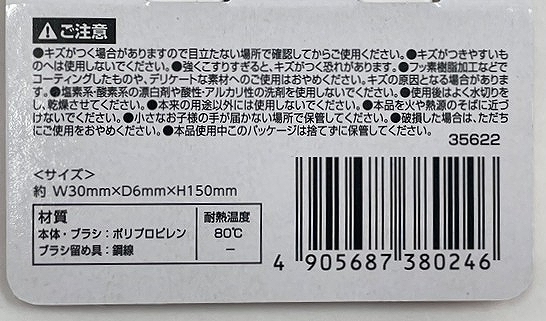 ご注意
●キズがつく場合がありますので目立たない場所で確認してからご使用ください。●キズがつきやすいも
のへは使用しないでください。●強くこすりすぎると、キズがつく恐れがあります。●フッ素樹脂加工などで
コーティングしたものや、デリケートな素材へのご使用はおやめください。キズの原因となる場合がありま
す。●塩素系・酸素系の漂白剤や酸性・アルカリ性の洗剤を使用しないでください。●使用後はよく水切りを
し、乾燥させてください。●本来の用途以外には使用しないでください。●本品を火や熱源のそばに近づ
けないでください。●小さなお子様の手が届かない場所で保管してください。●破損した場合は、ただち
にご使用をおやめください。●本品使用中このパッケージは捨てずに保管してください。
35622
<サイズ>
約 W30mm×D6mm×H150mm
材質 耐熱温度
本体・ブラシ：ポリプロピレン 80℃
ブラシ留め具：鋼線 −
4 905687 380246